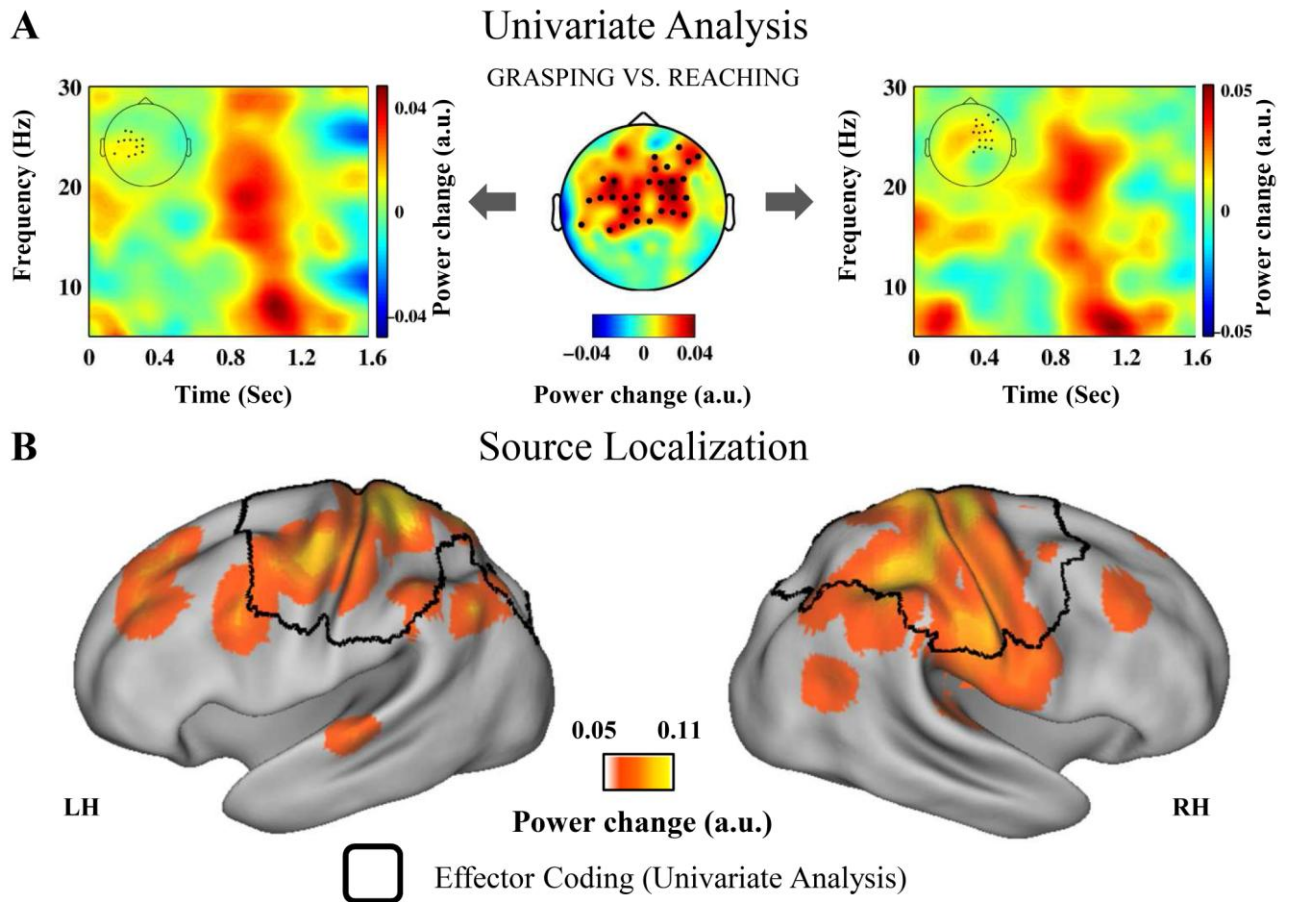 A
Univariate Analysis
GRASPING VS. REACHING
30
20
10
Frequency (Hz)
0
0.4
0.8
1.2
1.6
Time (Sec)
0.04
0
−0.04
Power change (a.u.)
−0.04
0
0.04
Power change (a.u.)
30
20
10
Frequency (Hz)
0
0.4
0.8
1.2
1.6
Time (Sec)
0.05
0
−0.05
Power change (a.u.)
B
Source Localization
LH
0.05
0.11
Power change (a.u.)
RH
Effector Coding (Univariate Analysis)